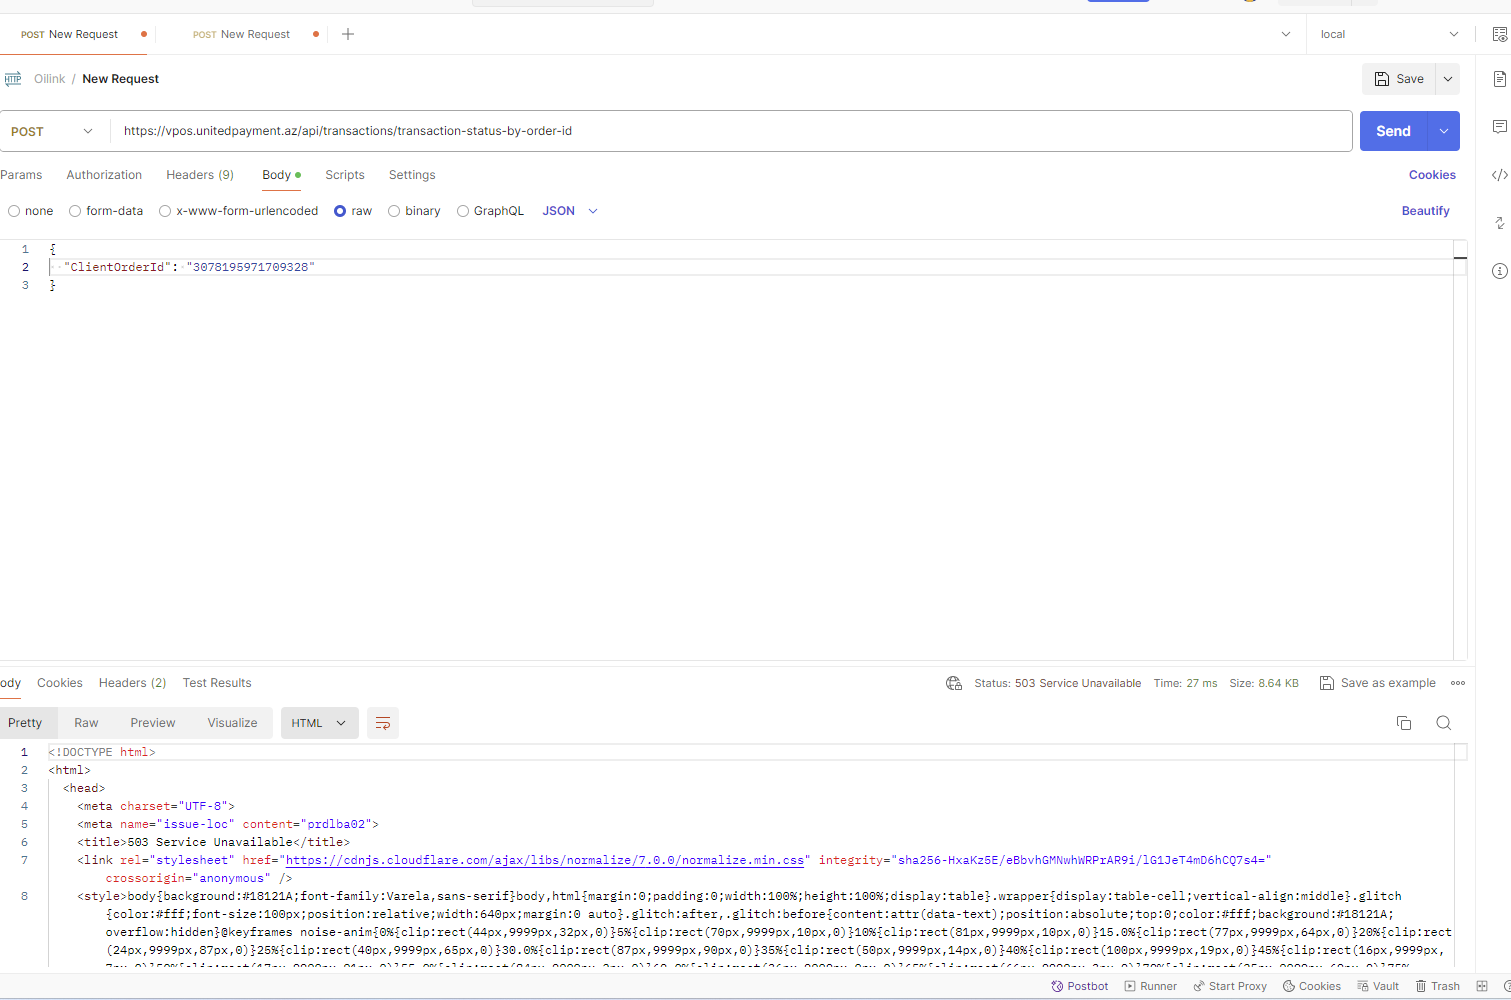 POST New Request
POST New Request
local
HTTP Oilink / New Request
Save
POST
https://vpos.unitedpayment.az/api/transactions/transaction-status-by-order-id
Send
Params Authorization Headers (9) Body Scripts Settings
Cookies
none form-data x-www-form-urlencoded raw binary GraphQL JSON
Beautify
1 {
2 "ClientOrderId": "3078195971709328"
3 }
ody Cookies Headers (2) Test Results
Status: 503 Service Unavailable Time: 27 ms Size: 8.64 KB Save as example
Pretty Raw Preview Visualize HTML
1 <!DOCTYPE html>
2 <html>
3 <head>
4 <meta charset="UTF-8">
5 <meta name="issue-loc" content="prdlba02">
6 <title>503 Service Unavailable</title>
7 <link rel="stylesheet" href="https://cdnjs.cloudflare.com/ajax/libs/normalize/7.0.0/normalize.min.css" integrity="sha256-HxaKz5E/eBbvhGMNwhWRPrAR9i/lG1JeT4mD6hCQ7s4="
crossorigin="anonymous" />
8 <style>body{background:#18121A;font-family:Varela,sans-serif}body,html{margin:0;padding:0;width:100%;height:100%;display:table}.wrapper{display:table-cell;vertical-align:middle}.glitch
{color:#fff;font-size:100px;position:relative;width:640px;margin:0 auto}.glitch:after,.glitch:before{content:attr(data-text);position:absolute;top:0;color:#fff;background:#18121A;
overflow:hidden}@keyframes noise-anim{0%{clip:rect(44px,9999px,32px,0)}5%{clip:rect(70px,9999px,10px,0)}10%{clip:rect(81px,9999px,10px,0)}15.0%{clip:rect(77px,9999px,64px,0)}20%{clip:rect
(24px,9999px,87px,0)}25%{clip:rect(40px,9999px,65px,0)}30.0%{clip:rect(87px,9999px,90px,0)}35%{clip:rect(50px,9999px,14px,0)}40%{clip:rect(100px,9999px,19px,0)}45%{clip:rect(16px,9999px,
Postbot Runner Start Proxy Cookies Vault Trash